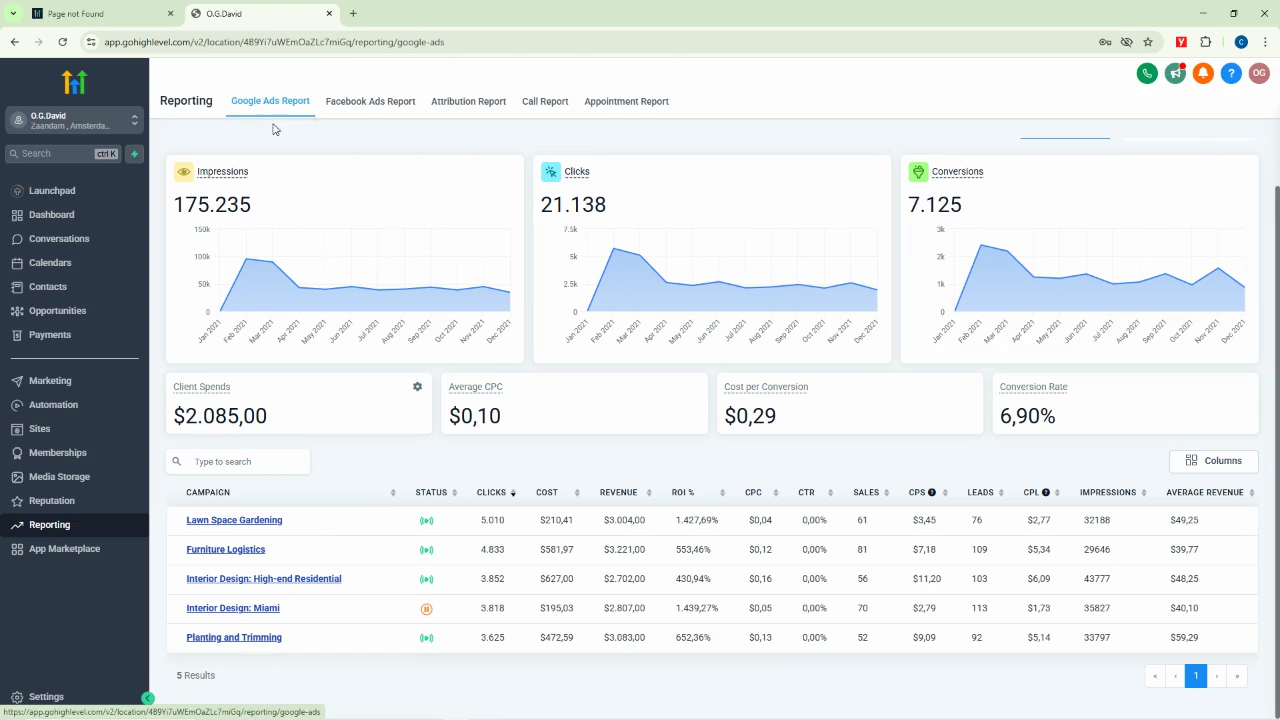 Page not Found
O.G.David
app.gohighlevel.com/v2/location/4B9Yi7uWEmOaZLc7miGq/reporting/google-ads
O.G.David
Zaandam , Amsterda...
Search
ctrl K
Launchpad
Dashboard
Conversations
Calendars
Contacts
Opportunities
Payments
Marketing
Automation
Sites
Memberships
Media Storage
Reputation
Reporting
App Marketplace
Settings
Reporting
Google Ads Report
Facebook Ads Report
Attribution Report
Call Report
Appointment Report
OG
Impressions
175.235
150k
100k
50k
0
Jan 2021
Feb 2021
Mar 2021
Apr 2021
May 2021
Jun 2021
Jul 2021
Aug 2021
Sep 2021
Oct 2021
Nov 2021
Dec 2021
Clicks
21.138
7.5k
5k
2.5k
0
Jan 2021
Feb 2021
Mar 2021
Apr 2021
May 2021
Jun 2021
Jul 2021
Aug 2021
Sep 2021
Oct 2021
Nov 2021
Dec 2021
Conversions
7.125
3k
2k
1k
0
Jan 2021
Feb 2021
Mar 2021
Apr 2021
May 2021
Jun 2021
Jul 2021
Aug 2021
Sep 2021
Oct 2021
Nov 2021
Dec 2021
Client Spends
$2.085,00
Average CPC
$0,10
Cost per Conversion
$0,29
Conversion Rate
6,90%
Type to search
Columns
CAMPAIGN STATUS CLICKS COST REVENUE ROI % CPC CTR SALES CPS LEADS CPL IMPRESSIONS AVERAGE REVENUE
Lawn Space Gardening 5.010 $210,41 $3.004,00 1.427,69% $0,04 0,00% 61 $3,45 76 $2,77 32188 $49,25
Furniture Logistics 4.833 $581,97 $3.221,00 553,46% $0,12 0,00% 81 $7,18 109 $5,34 29646 $39,77
Interior Design: High-end Residential 3.852 $627,00 $2.702,00 430,94% $0,16 0,00% 56 $11,20 103 $6,09 43777 $48,25
Interior Design: Miami 3.818 $195,03 $2.807,00 1.439,27% $0,05 0,00% 70 $2,79 113 $1,73 35827 $40,10
Planting and Trimming 3.625 $472,59 $3.083,00 652,36% $0,13 0,00% 52 $9,09 92 $5,14 33797 $59,29
5 Results
« ‹ 1 › »
https://app.gohighlevel.com/v2/location/4B9Yi7uWEmOaZLc7miGq/reporting/google-ads